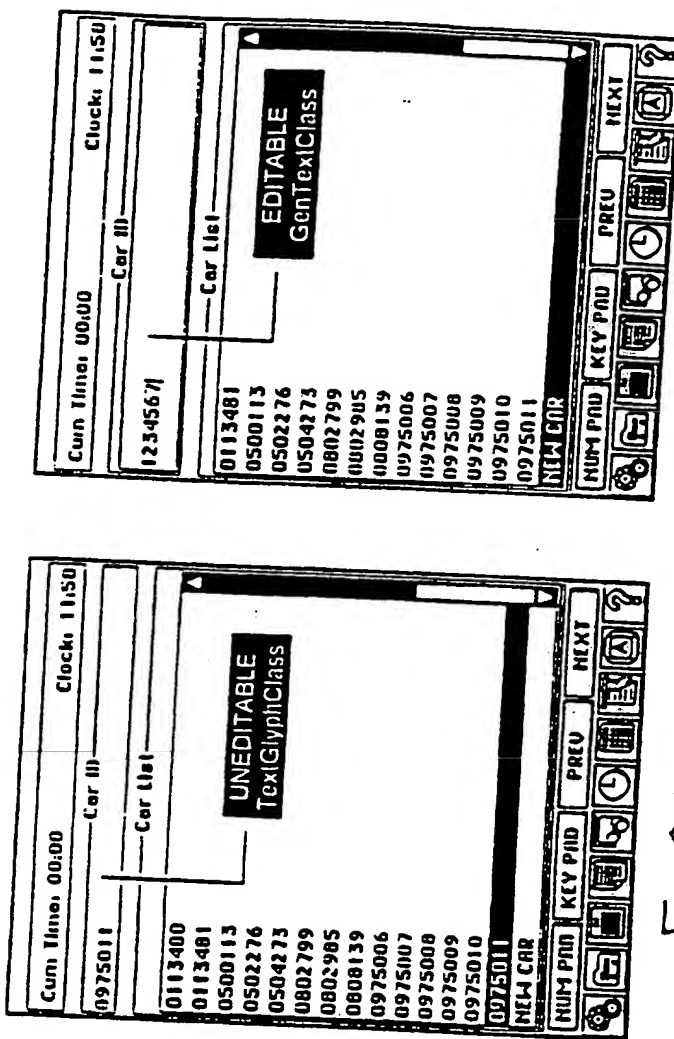 Cum Time: 00:00 Clock: 11:50
Car ID
0975011
Car List
0113400
0113481
0500113
0502276
0504273
0802799
0802985
0808139
0975006
0975007
0975008
0975009
0975010
0975011
NEW CAR
UNEDITABLE
TextGlyphClass
NUM PAD KEY PAD PREV NEXT
?
Cum Time: 00:00 Clock: 11:50
Car ID
1234567
Car List
0113481
0500113
0502276
0504273
0802799
0802985
0808139
0975006
0975007
0975008
0975009
0975010
0975011
NEW CAR
EDITABLE
GenTextClass
NUM PAD KEY PAD PREV NEXT
A
?